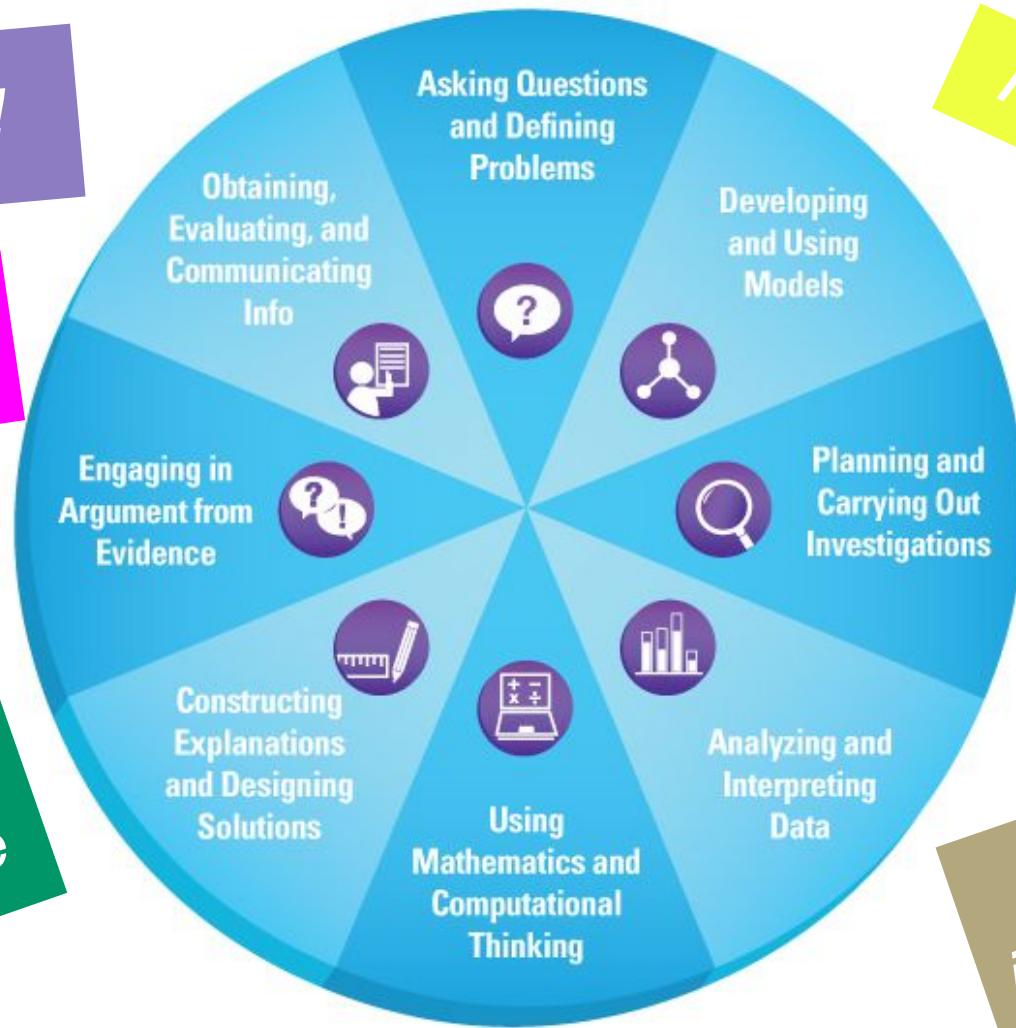 Asking Questions
and Defining
Problems
Developing
and Using
Models
Planning and
Carrying Out
Investigations
Analyzing and
Interpreting
Data
Using
Mathematics and
Computational
Thinking
Constructing
Explanations
and Designing
Solutions
Engaging in
Argument from
Evidence
Obtaining,
Evaluating, and
Communicating
Info
?
? !
+ −
x ÷